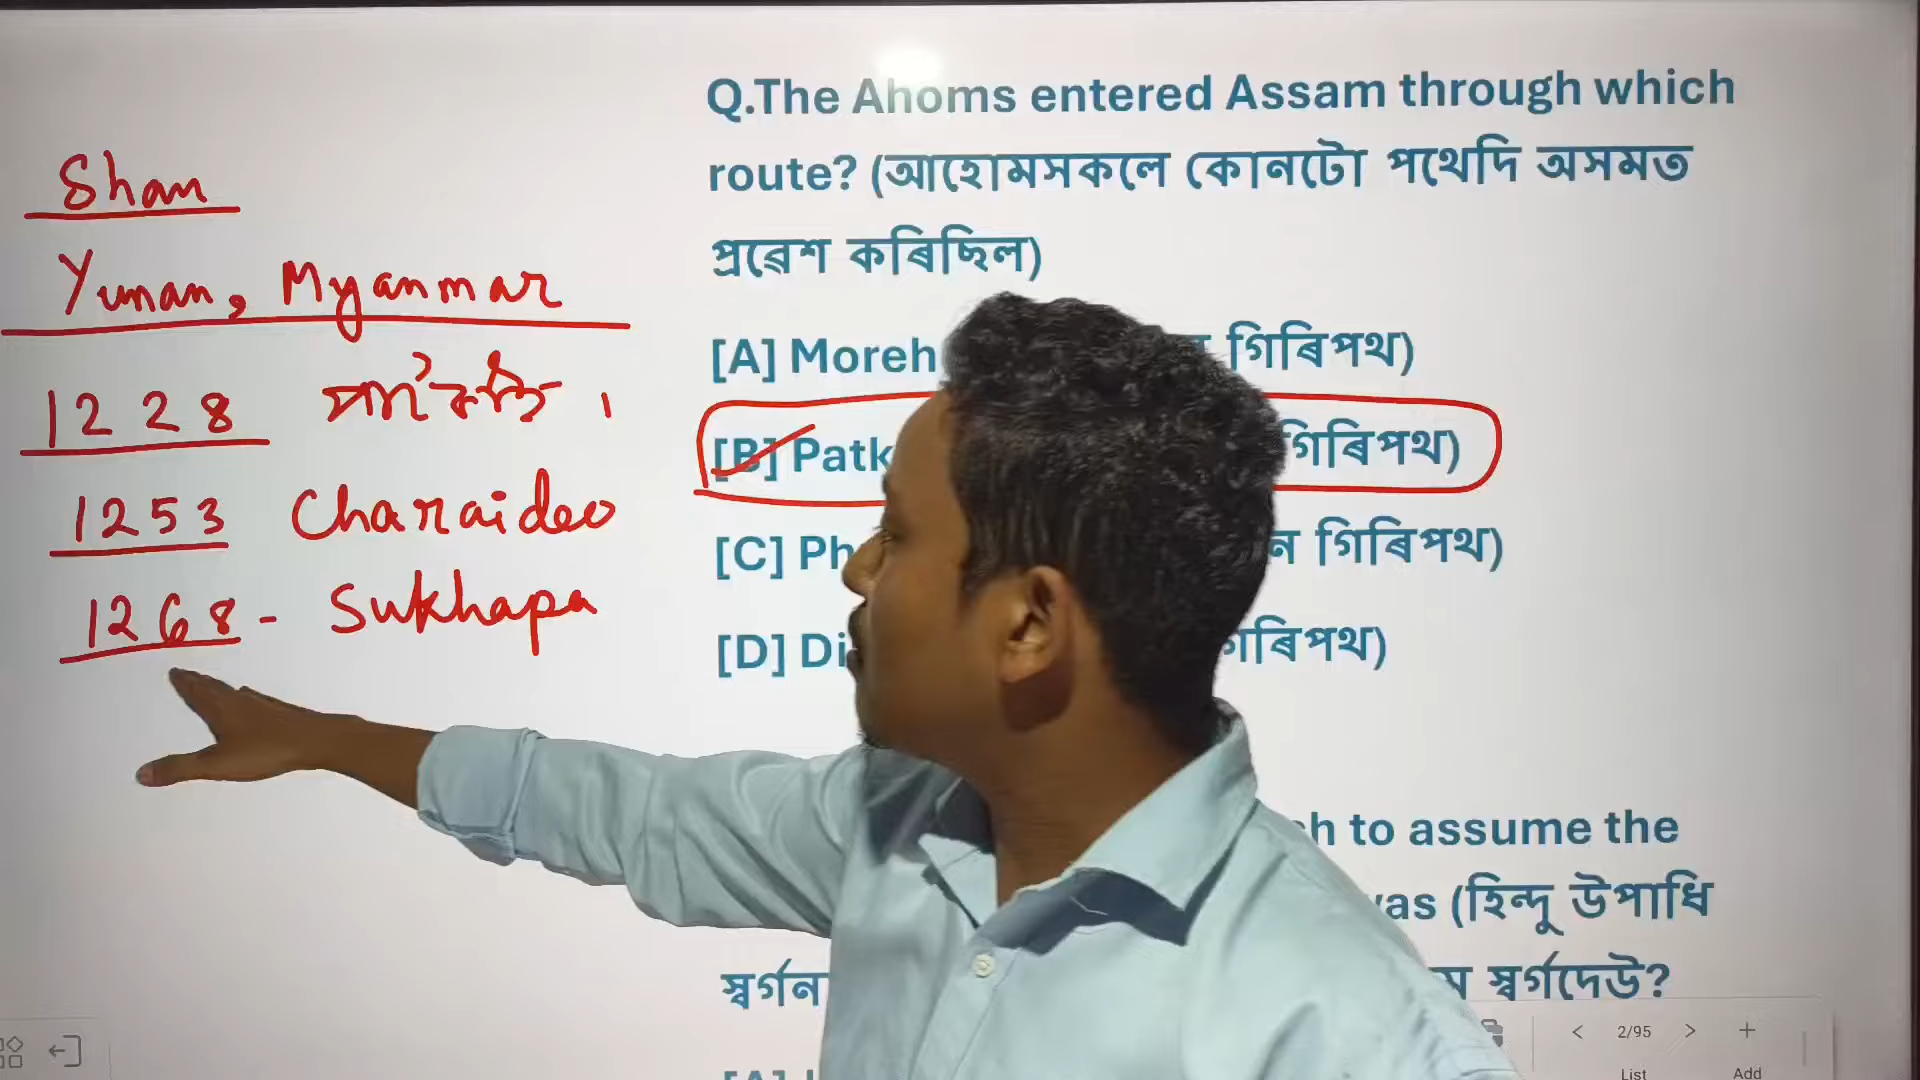 Shan
Yunan, Myanmar
1228
1253 Charaideo
1268 - Sukhapa
Q.The Ahoms entered Assam through which
route? (আহোমসকলে কোনটো পথেদি অসমত
প্ৰৱেশ কৰিছিল)
[A] Moreh গিৰিপথ)
[B] Patk গিৰিপথ)
[C] Ph ন গিৰিপথ)
[D] Di গিৰিপথ)
h to assume the
was (হিন্দু উপাধি
স্বৰ্গন স্বৰ্গদেউ?
2/95
List Add